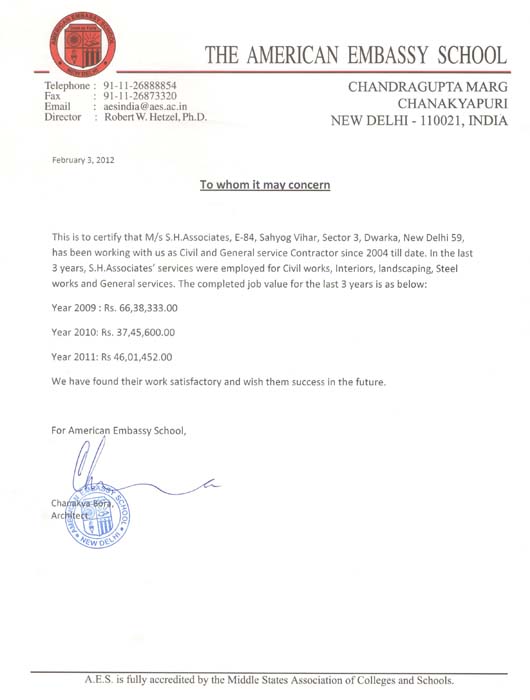 AMERICAN EMBASSY SCHOOL
NEW DELHI
THE AMERICAN EMBASSY SCHOOL
Telephone : 91-11-26888854
Fax : 91-11-26873320
Email : aesindia@aes.ac.in
Director : Robert W. Hetzel, Ph.D.
CHANDRAGUPTA MARG
CHANAKYAPURI
NEW DELHI - 110021, INDIA
February 3, 2012
To whom it may concern
This is to certify that M/s S.H.Associates, E-84, Sahyog Vihar, Sector 3, Dwarka, New Delhi 59,
has been working with us as Civil and General service Contractor since 2004 till date. In the last
3 years, S.H.Associates' services were employed for Civil works, Interiors, landscaping, Steel
works and General services. The completed job value for the last 3 years is as below:
Year 2009 : Rs. 66,38,333.00
Year 2010: Rs. 37,45,600.00
Year 2011: Rs 46,01,452.00
We have found their work satisfactory and wish them success in the future.
For American Embassy School,
Chanakya Bora,
Architect
AMERICAN EMBASSY SCHOOL
NEW DELHI
A.E.S. is fully accredited by the Middle States Association of Colleges and Schools.